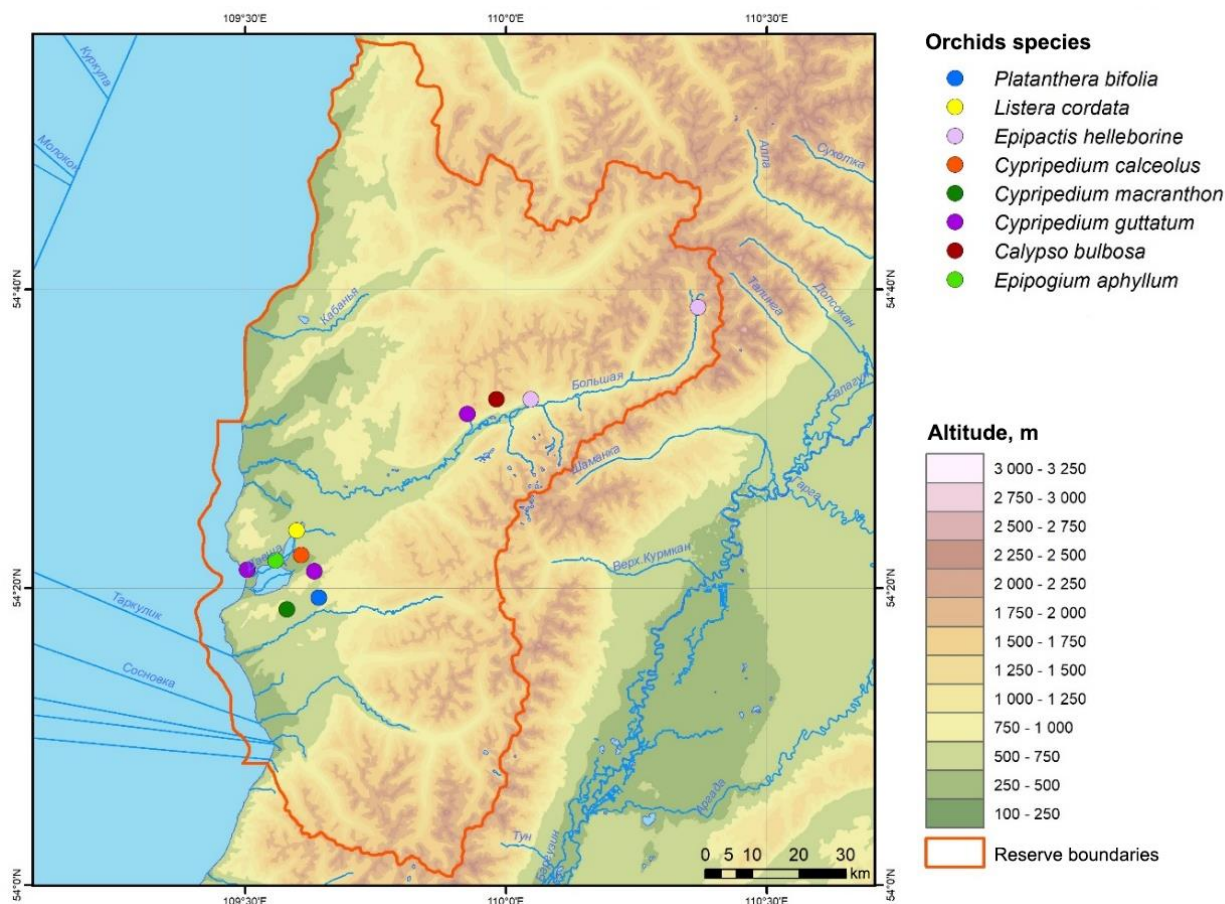 109°30'E
110°0'E
110°30'E
Куркула
Молокон
Алла
Сухотка
54°40'N
54°40'N
Кабанья
Талинга
Долсокан
Большая
Шаманка
Гарга
54°20'N
54°20'N
Верх.Курмкан
Таркулик
Сосновка
Аргада
Тун
0 5 10 20 30
km
54°0'N
54°0'N
109°30'E
110°0'E
110°30'E
Orchids species
Platanthera bifolia
Listera cordata
Epipactis helleborine
Cypripedium calceolus
Cypripedium macranthon
Cypripedium guttatum
Calypso bulbosa
Epipogium aphyllum
Altitude, m
3 000 - 3 250
2 750 - 3 000
2 500 - 2 750
2 250 - 2 500
2 000 - 2 250
1 750 - 2 000
1 500 - 1 750
1 250 - 1 500
1 000 - 1 250
750 - 1 000
500 - 750
250 - 500
100 - 250
Reserve boundaries